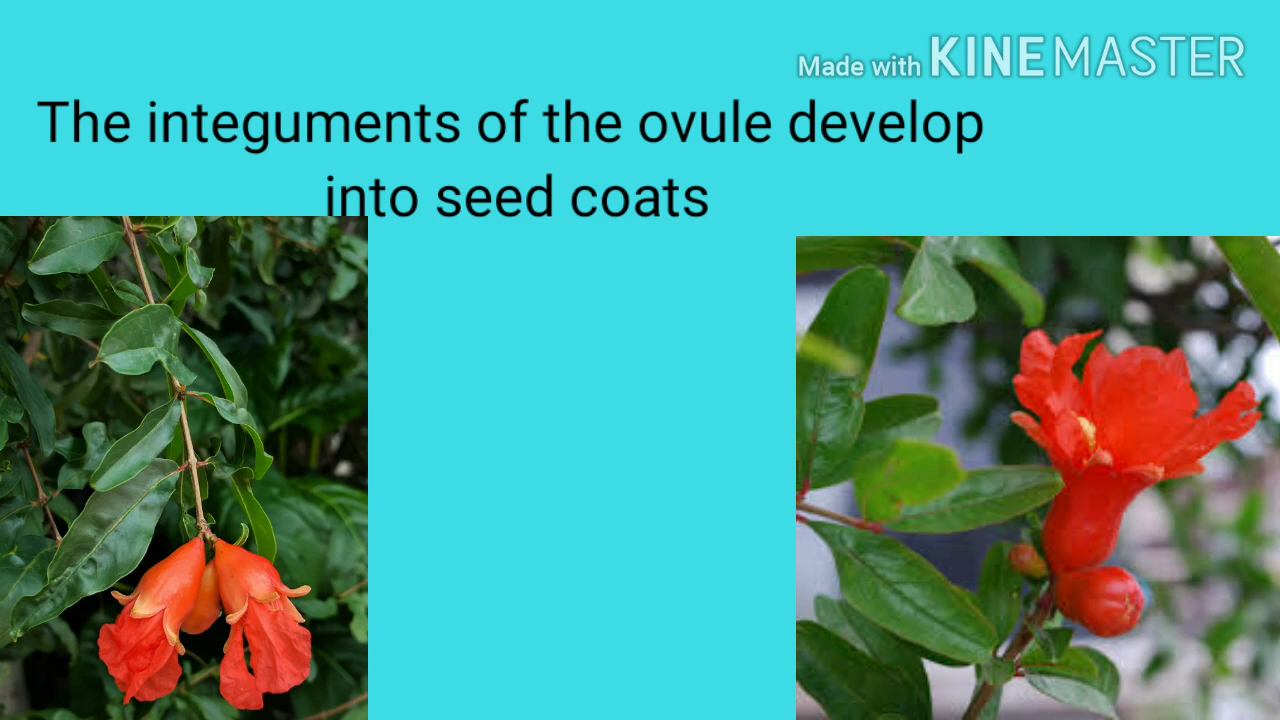 Made with KINEMASTER
The integuments of the ovule develop
into seed coats